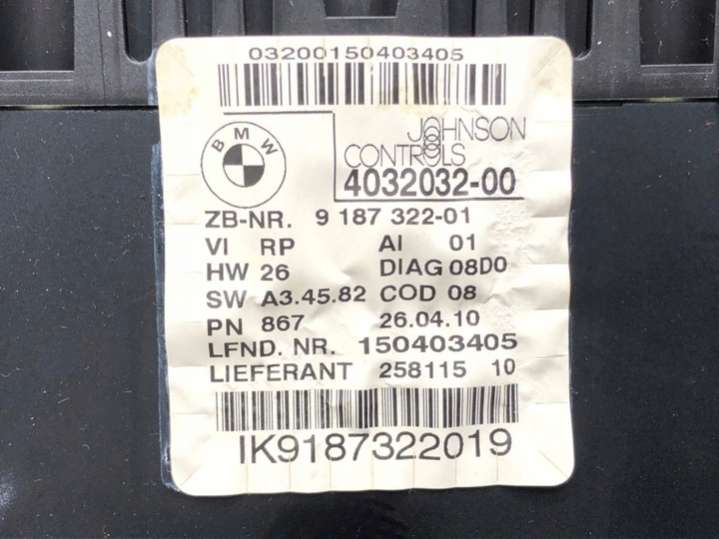 03200150403405
BMW
JOHNSON
CONTROLS
4032032-00
ZB-NR. 9 187 322-01
VI RP AI 01
HW 26 DIAG 08D0
SW A3.45.82 COD 08
PN 867 26.04.10
LFND. NR. 150403405
LIEFERANT 258115 10
IK9187322019